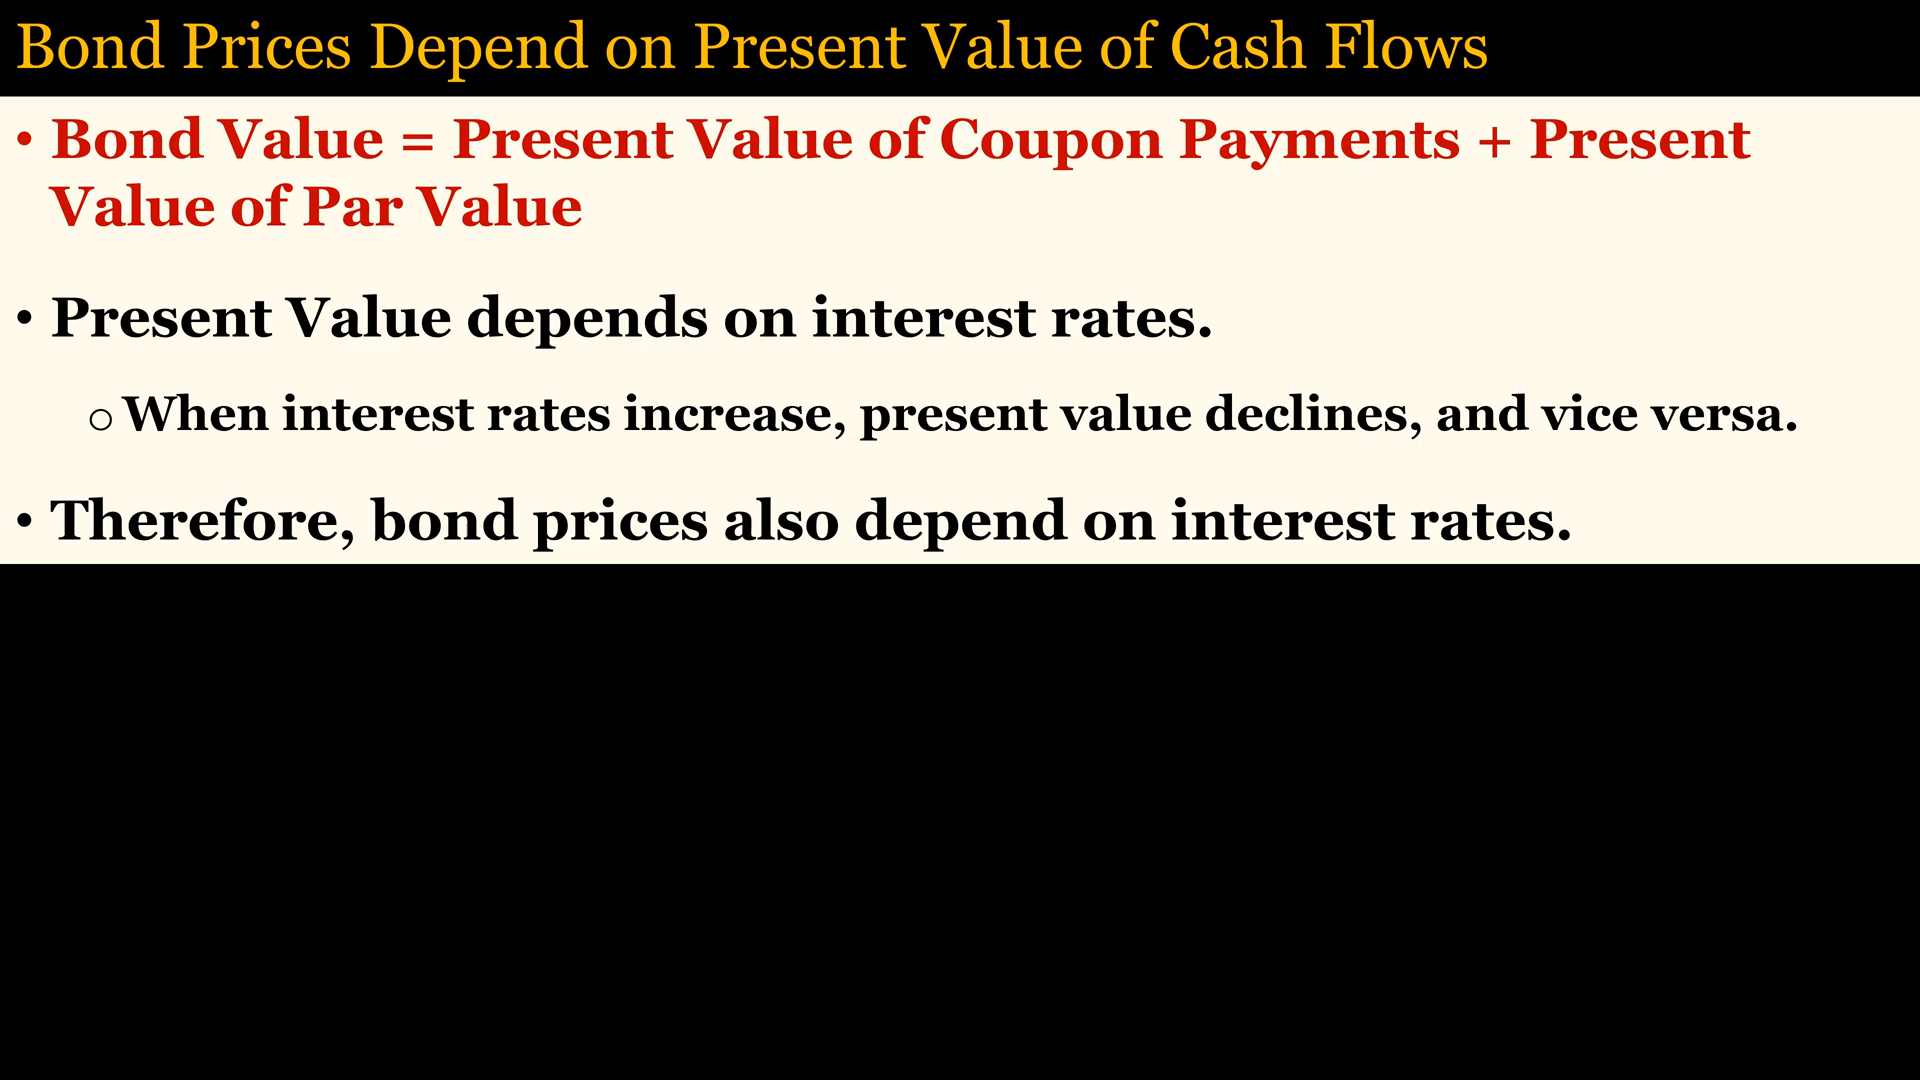 Bond Prices Depend on Present Value of Cash Flows
• Bond Value = Present Value of Coupon Payments + Present
Value of Par Value
• Present Value depends on interest rates.
o When interest rates increase, present value declines, and vice versa.
• Therefore, bond prices also depend on interest rates.